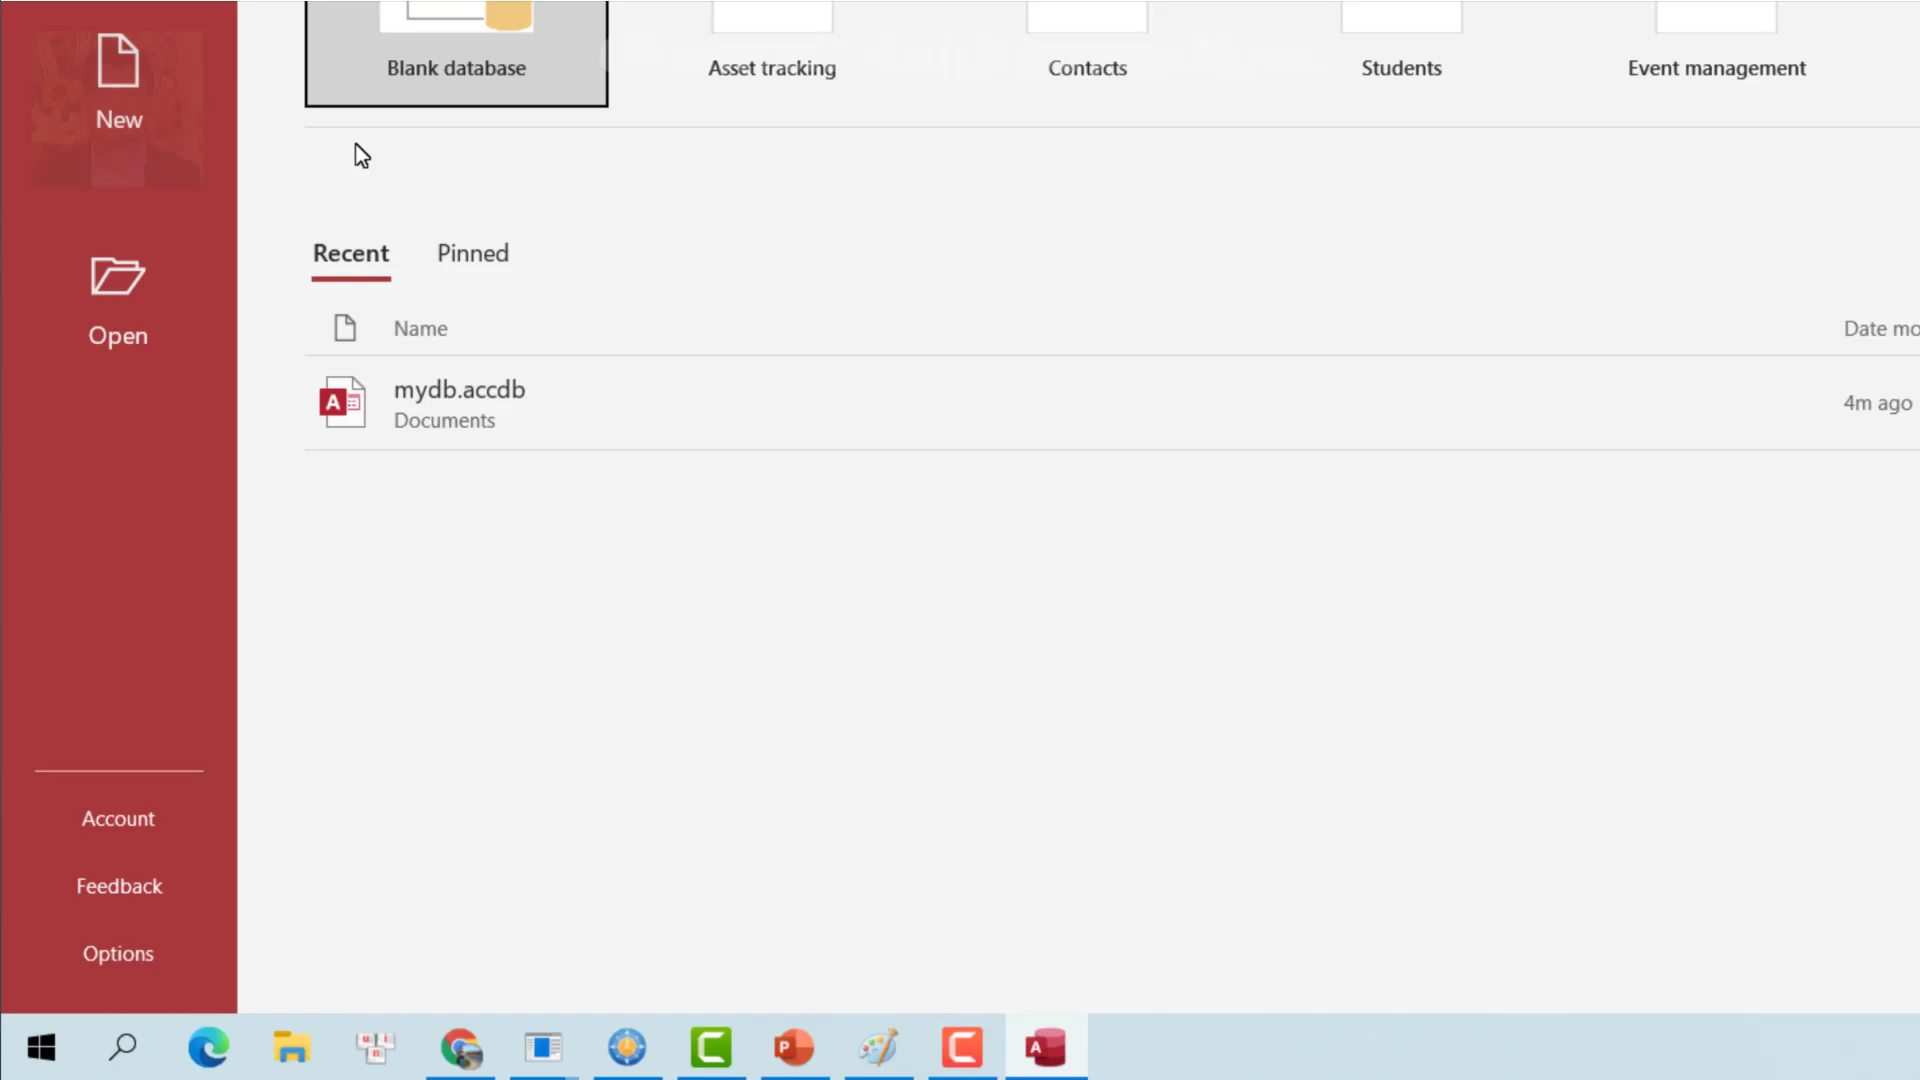 New
Open
Account
Feedback
Options
Blank database
Asset tracking
Contacts
Students
Event management
Recent
Pinned
Name
Date mo
mydb.accdb
Documents
4m ago